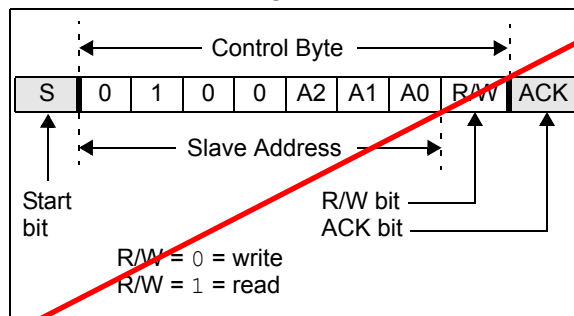 Control Byte
S 0 1 0 0 A2 A1 A0 R/W ACK
Slave Address
Start
bit
R/W bit
ACK bit
R/W = 0 = write
R/W = 1 = read